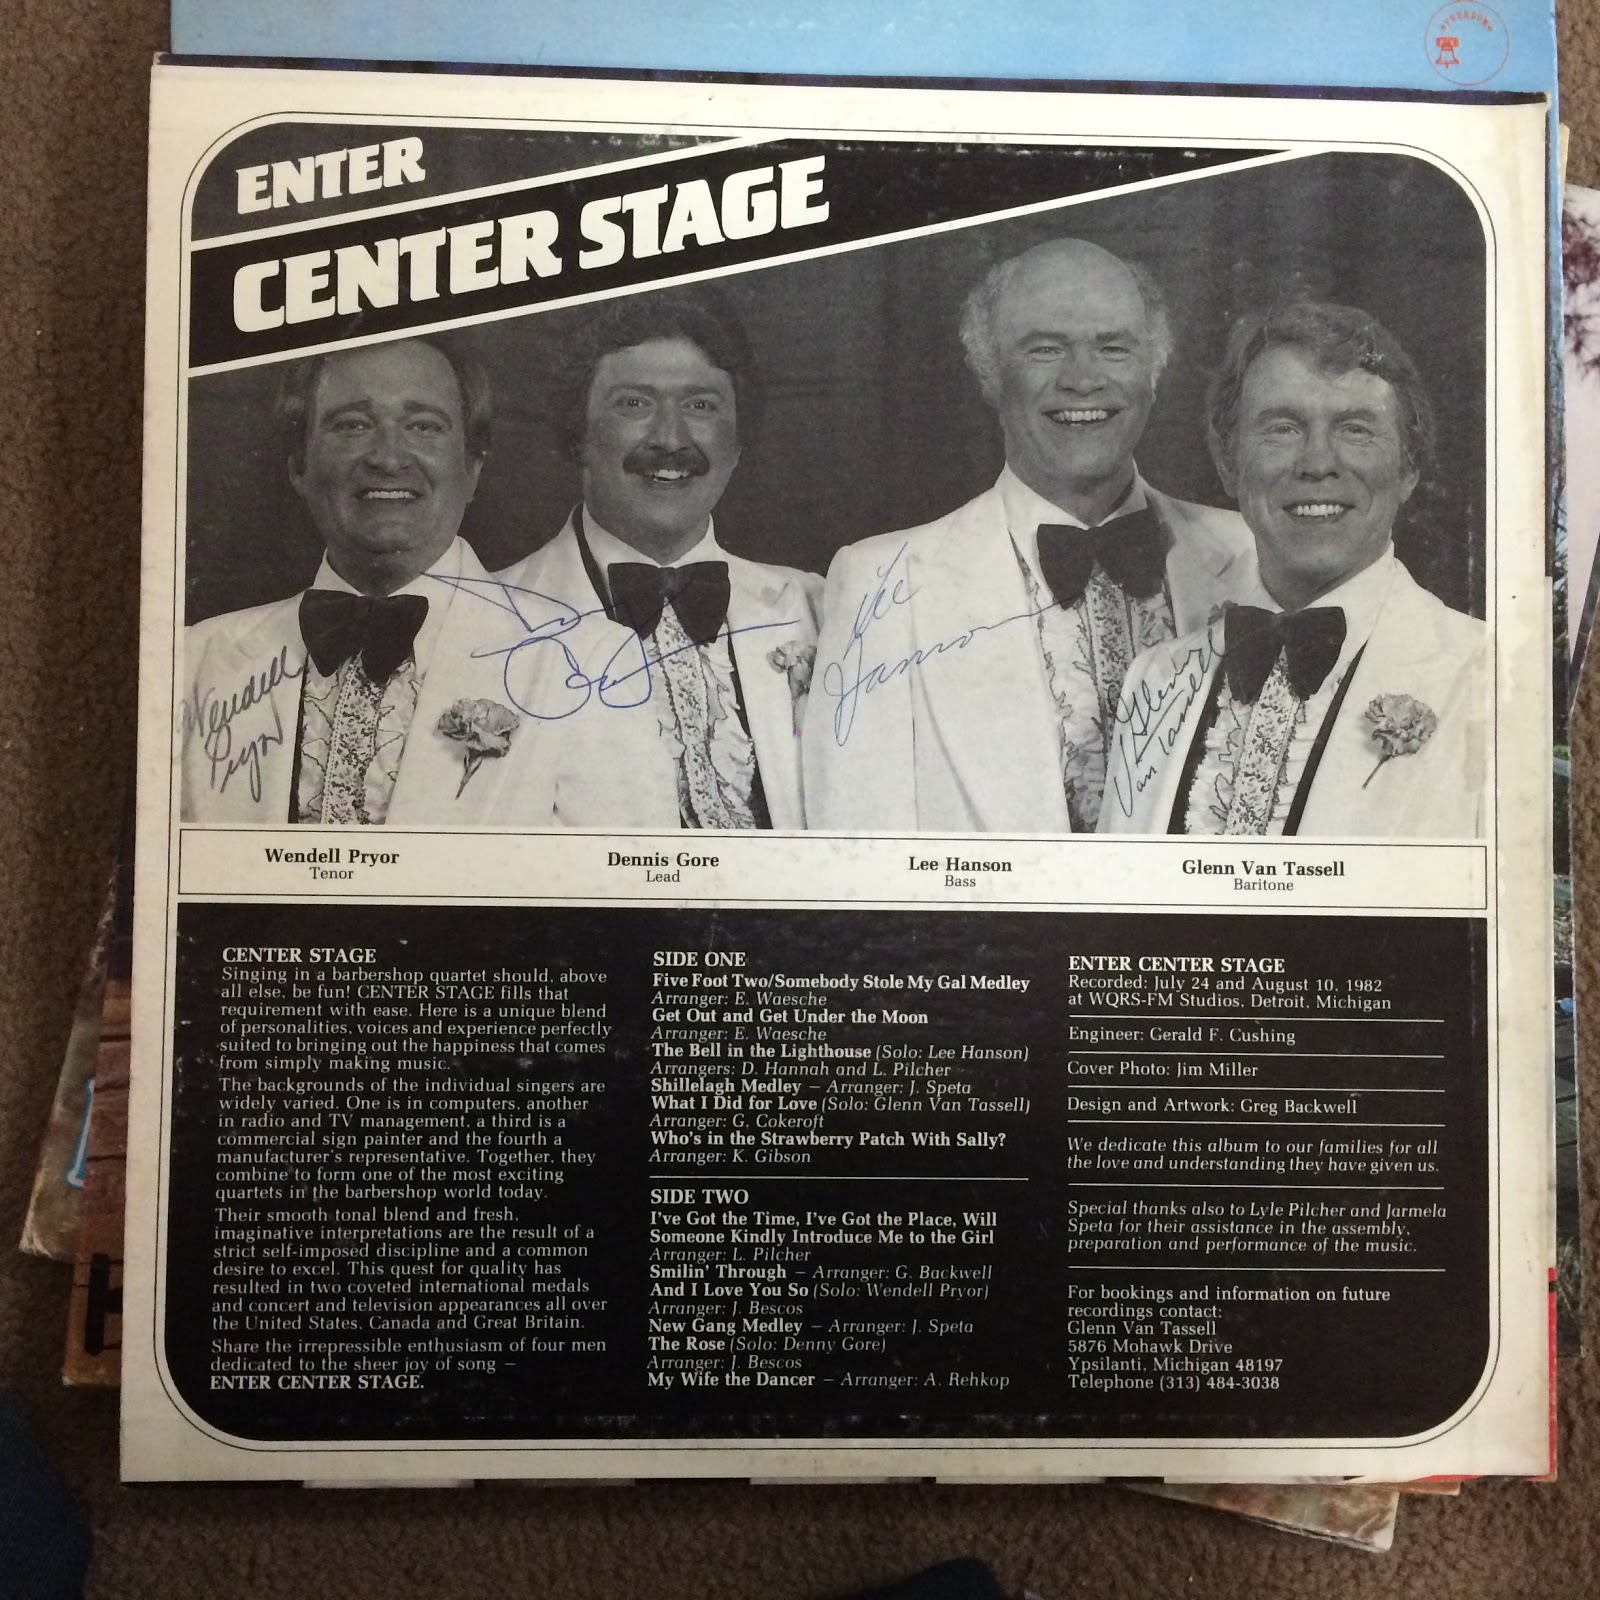 FREEDOM
ENTER
CENTER STAGE
Wendell
Pryor
Lee
Hanson
Glenn
Van Tassell
Wendell Pryor
Tenor
Dennis Gore
Lead
Lee Hanson
Bass
Glenn Van Tassell
Baritone
CENTER STAGE
Singing in a barbershop quartet should, above
all else, be fun! CENTER STAGE fills that
requirement with ease. Here is a unique blend
of personalities, voices and experience perfectly
suited to bringing out the happiness that comes
from simply making music.
The backgrounds of the individual singers are
widely varied. One is in computers, another
in radio and TV management, a third is a
commercial sign painter and the fourth a
manufacturer's representative. Together, they
combine to form one of the most exciting
quartets in the barbershop world today.
Their smooth tonal blend and fresh,
imaginative interpretations are the result of a
strict self-imposed discipline and a common
desire to excel. This quest for quality has
resulted in two coveted international medals
and concert and television appearances all over
the United States, Canada and Great Britain.
Share the irrepressible enthusiasm of four men
dedicated to the sheer joy of song –
ENTER CENTER STAGE.
SIDE ONE
Five Foot Two/Somebody Stole My Gal Medley
Arranger: E. Waesche
Get Out and Get Under the Moon
Arranger: E. Waesche
The Bell in the Lighthouse (Solo: Lee Hanson)
Arrangers: D. Hannah and L. Pilcher
Shillelagh Medley – Arranger: J. Speta
What I Did for Love (Solo: Glenn Van Tassell)
Arranger: G. Cokeroft
Who's in the Strawberry Patch With Sally?
Arranger: K. Gibson
SIDE TWO
I've Got the Time, I've Got the Place, Will
Someone Kindly Introduce Me to the Girl
Arranger: L. Pilcher
Smilin' Through – Arranger: G. Backwell
And I Love You So (Solo: Wendell Pryor)
Arranger: J. Bescos
New Gang Medley – Arranger: J. Speta
The Rose (Solo: Denny Gore)
Arranger: J. Bescos
My Wife the Dancer – Arranger: A. Rehkop
ENTER CENTER STAGE
Recorded: July 24 and August 10, 1982
at WQRS-FM Studios, Detroit, Michigan
Engineer: Gerald F. Cushing
Cover Photo: Jim Miller
Design and Artwork: Greg Backwell
We dedicate this album to our families for all
the love and understanding they have given us.
Special thanks also to Lyle Pilcher and Jarmela
Speta for their assistance in the assembly,
preparation and performance of the music.
For bookings and information on future
recordings contact:
Glenn Van Tassell
5876 Mohawk Drive
Ypsilanti, Michigan 48197
Telephone (313) 484-3038